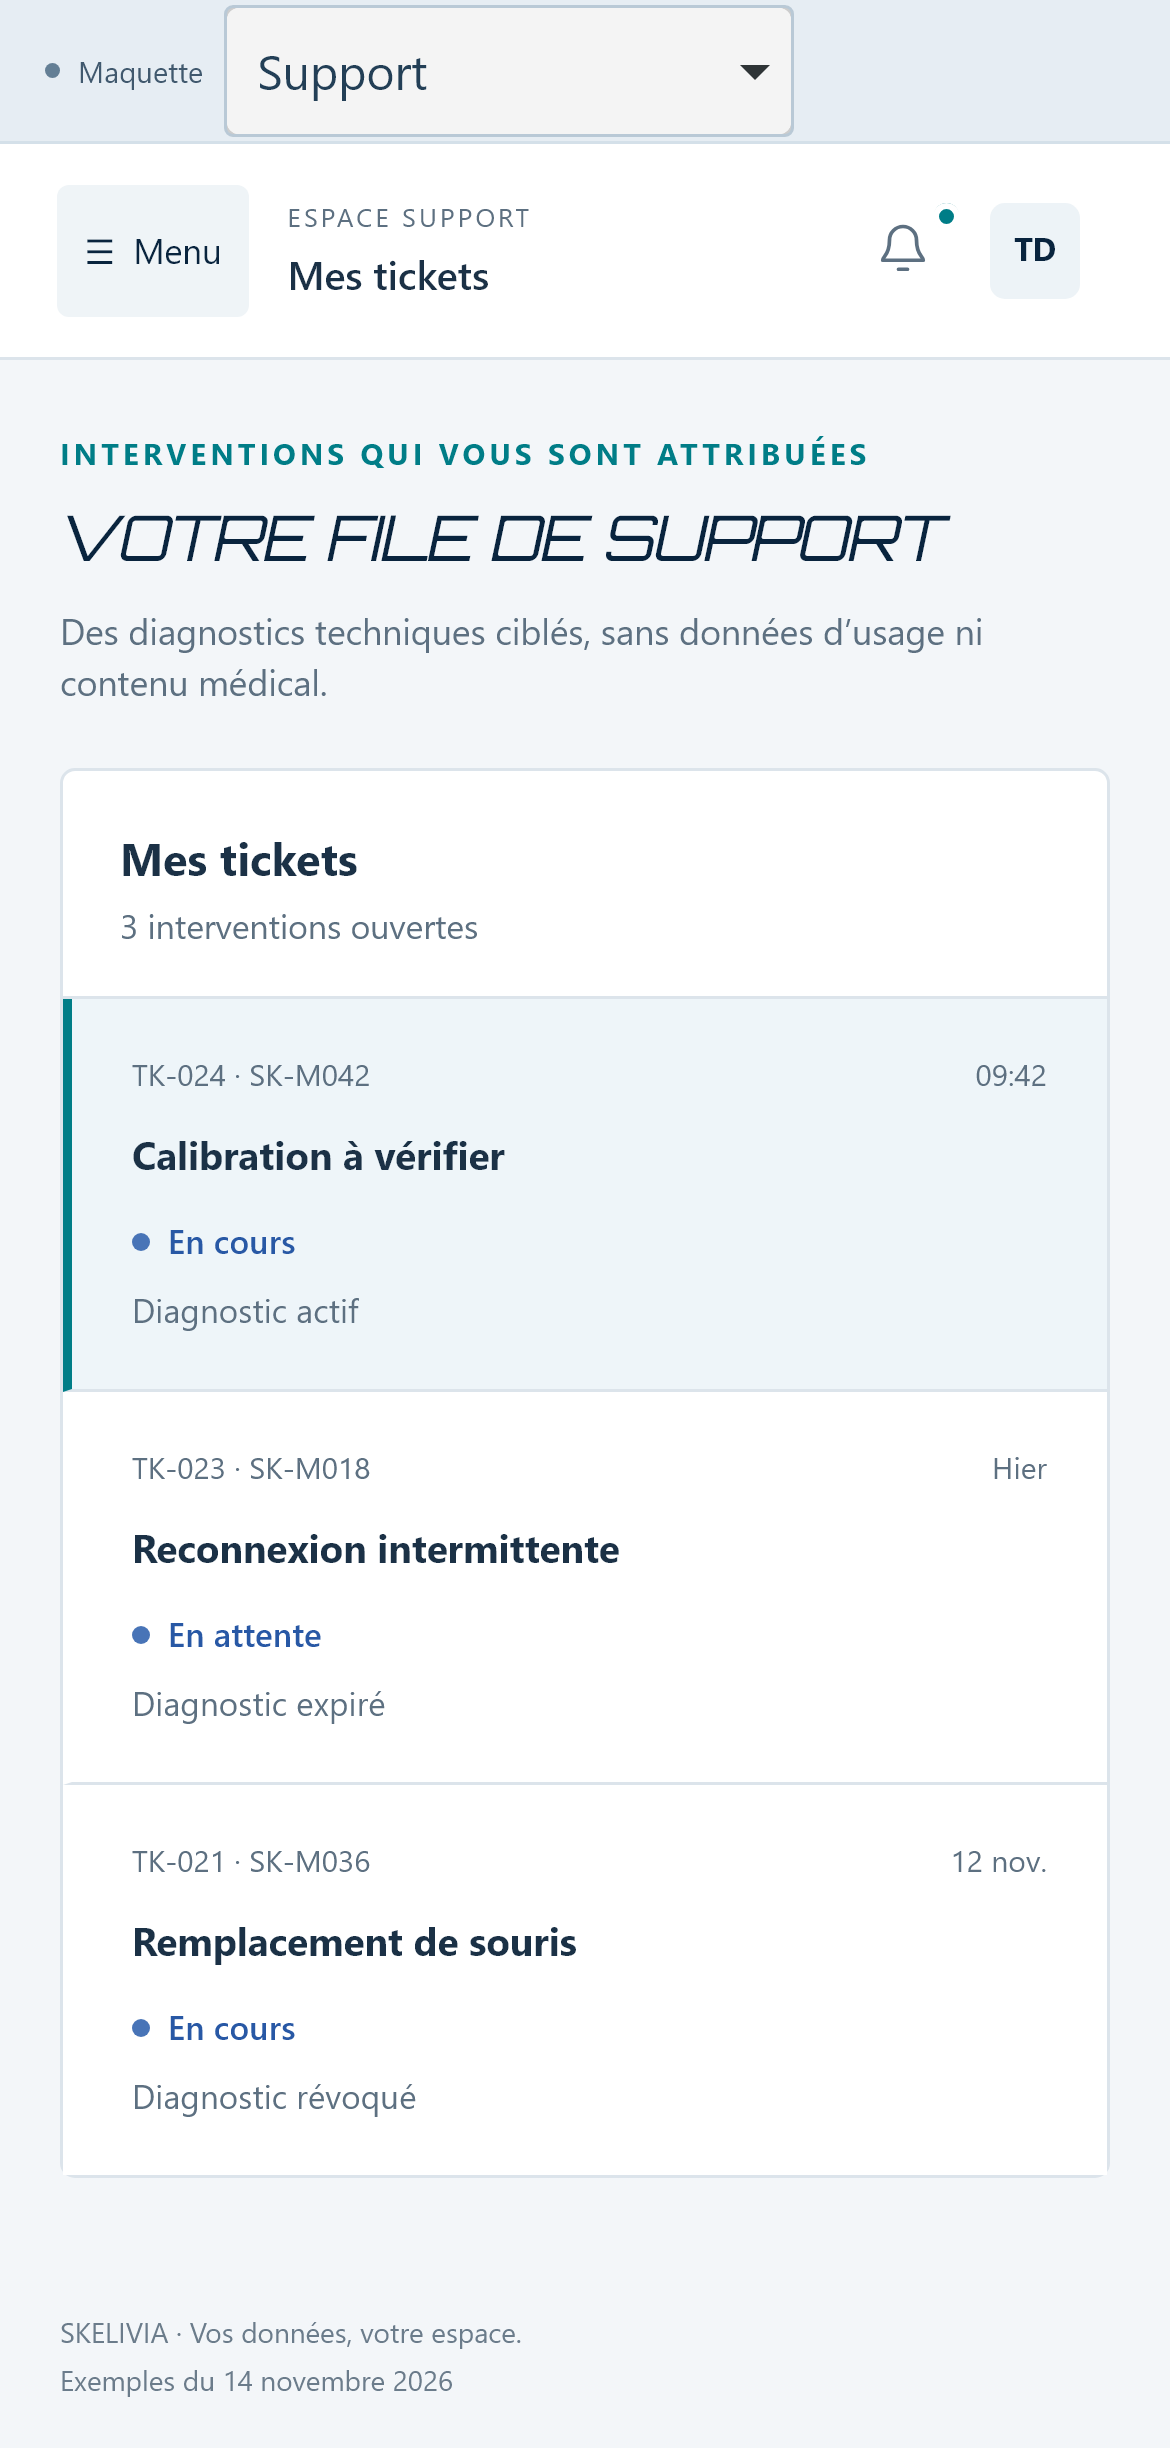 Maquette
Support
☰ Menu
ESPACE SUPPORT
Mes tickets
TD
INTERVENTIONS QUI VOUS SONT ATTRIBUÉES
VOTRE FILE DE SUPPORT
Des diagnostics techniques ciblés, sans données d’usage ni
contenu médical.
Mes tickets
3 interventions ouvertes
TK-024 · SK-M042 09:42
Calibration à vérifier
En cours
Diagnostic actif
TK-023 · SK-M018 Hier
Reconnexion intermittente
En attente
Diagnostic expiré
TK-021 · SK-M036 12 nov.
Remplacement de souris
En cours
Diagnostic révoqué
SKELIVIA · Vos données, votre espace.
Exemples du 14 novembre 2026